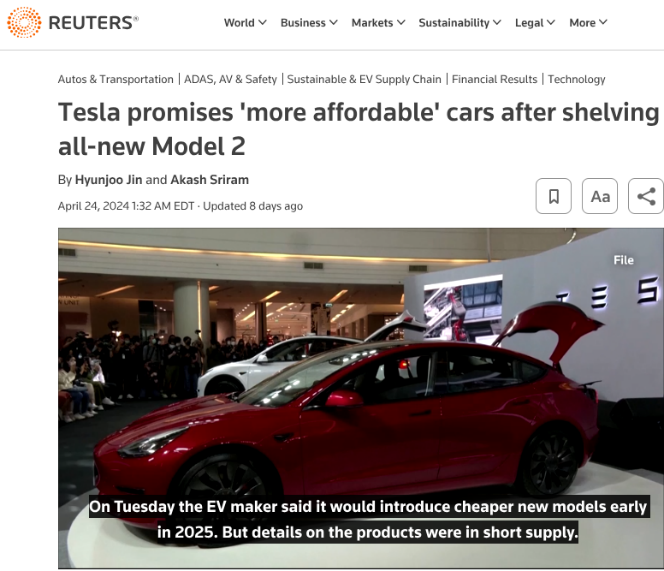 REUTERS®
World Business Markets Sustainability Legal More
Autos & Transportation | ADAS, AV & Safety | Sustainable & EV Supply Chain | Financial Results | Technology
Tesla promises 'more affordable' cars after shelving
all-new Model 2
By Hyunjoo Jin and Akash Sriram
April 24, 2024 1:32 AM EDT · Updated 8 days ago
Aa
File
T E S
On Tuesday the EV maker said it would introduce cheaper new models early
in 2025. But details on the products were in short supply.